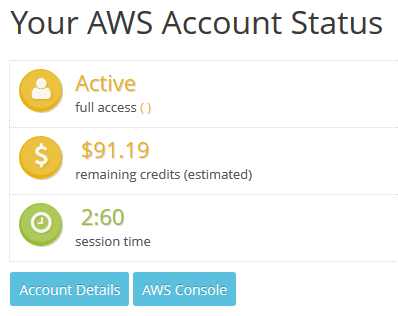 Your AWS Account Status
Active
full access ( )
$
$91.19
remaining credits (estimated)
2:60
session time
Account Details AWS Console